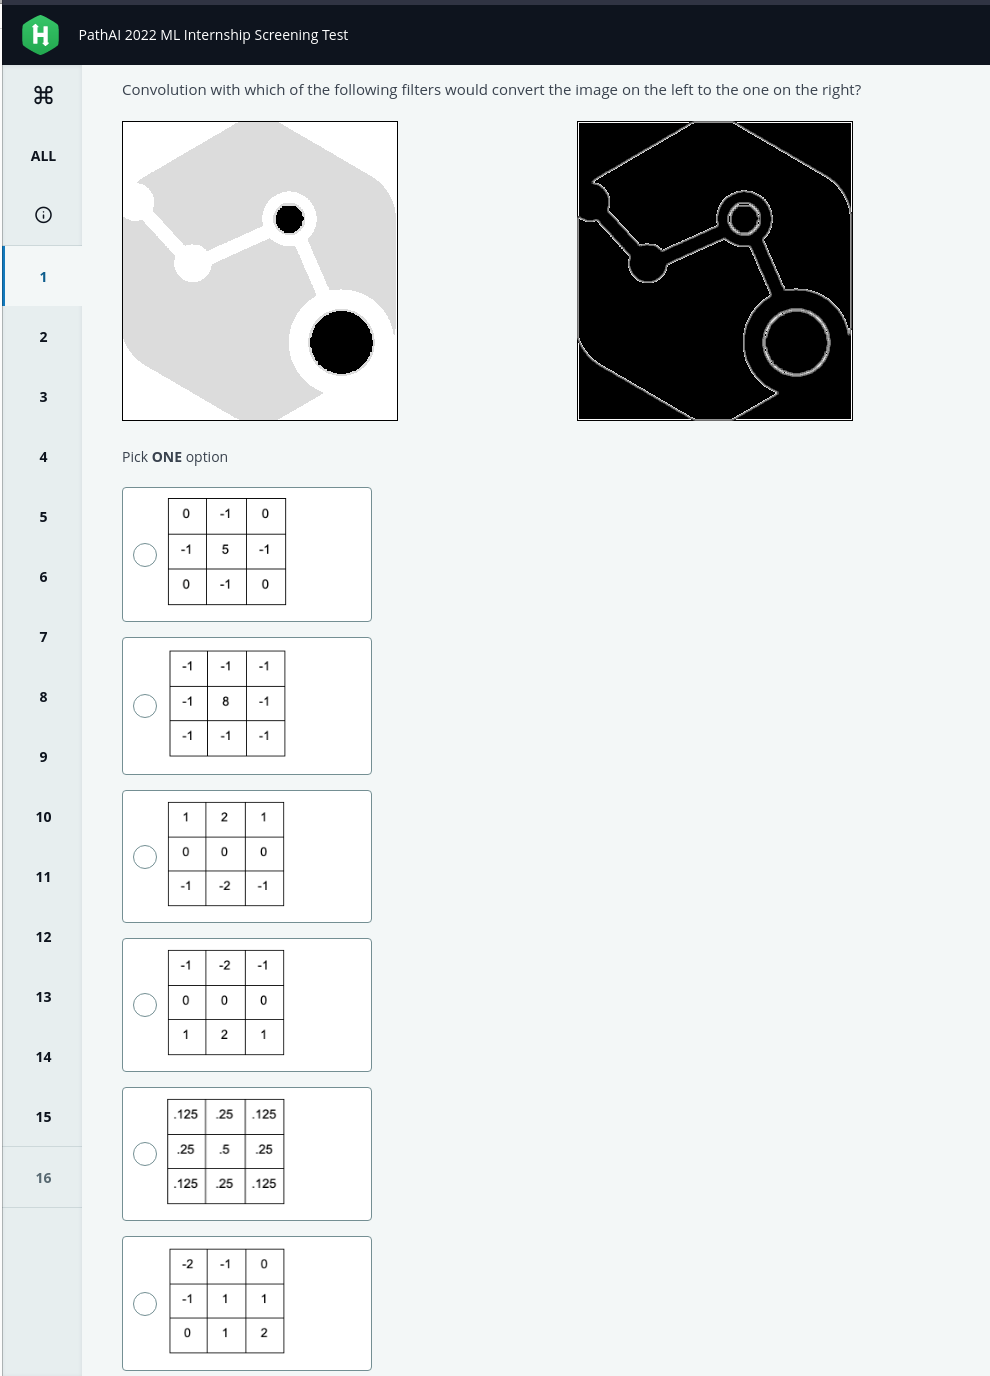 PathAI 2022 ML Internship Screening Test
ALL
1
2
3
4
5
6
7
8
9
10
11
12
13
14
15
16
Convolution with which of the following filters would convert the image on the left to the one on the right?
Pick ONE option
0 -1 0
-1 5 -1
0 -1 0
-1 -1 -1
-1 8 -1
-1 -1 -1
1 2 1
0 0 0
-1 -2 -1
-1 -2 -1
0 0 0
1 2 1
.125 .25 .125
.25 .5 .25
.125 .25 .125
-2 -1 0
-1 1 1
0 1 2